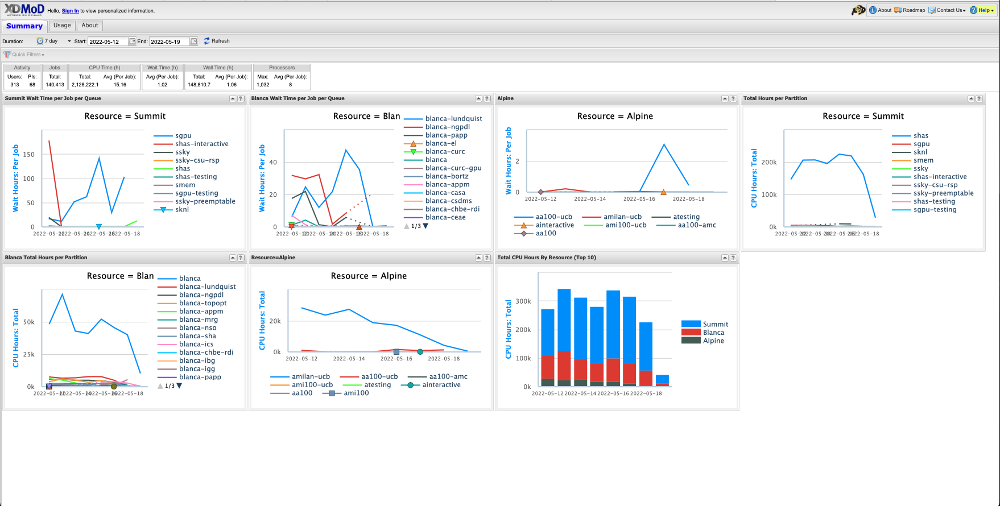 XDMoD
METRICS ON DEMAND
Hello, Sign In to view personalized information.
About Roadmap Contact Us Help
Summary Usage About
Duration: 7 day Start: 2022-05-12 End: 2022-05-19 Refresh
Quick Filters
Activity Jobs CPU Time (h) Wait Time (h) Wall Time (h) Processors
Users: PIs: Total: Total: Avg (Per Job): Avg (Per Job): Total: Avg (Per Job): Max: Avg (Per Job):
313 68 140,413 2,128,222.1 15.16 1.02 148,810.7 1.06 1,032 8
Summit Wait Time per Job per Queue
Resource = Summit
Wait Hours: Per Job
150
100
50
0
2022-05-12 2022-05-14 2022-05-16 2022-05-18
sgpu
shas-interactive
ssky
ssky-csu-rsp
shas
shas-testing
smem
sgpu-testing
ssky-preemptable
sknl
Blanca Wait Time per Job per Queue
Resource = Blan
Wait Hours: Per Job
40
20
0
2022-05-12 2022-05-14 2022-05-16 2022-05-18
blanca-lundquist
blanca-ngpdl
blanca-papp
blanca-el
blanca-curc
blanca
blanca-curc-gpu
blanca-bortz
blanca-appm
blanca-casa
blanca-csdms
blanca-chbe-rdi
blanca-ceae
1/3
Alpine
Resource = Alpine
Wait Hours: Per Job
2
0
2022-05-12 2022-05-14 2022-05-16 2022-05-18
aa100-ucb amilan-ucb atesting
ainteractive ami100-ucb aa100-amc
aa100
Total Hours per Partition
Resource = Summit
CPU Hours: Total
200k
100k
0k
2022-05-12 2022-05-14 2022-05-16 2022-05-18
shas
sgpu
sknl
smem
ssky
shas-interactive
ssky-csu-rsp
ssky-preemptable
shas-testing
sgpu-testing
Blanca Total Hours per Partition
Resource = Blan
CPU Hours: Total
50k
25k
0k
2022-05-12 2022-05-14 2022-05-16 2022-05-18
blanca
blanca-lundquist
blanca-ngpdl
blanca-topopt
blanca-appm
blanca-mrg
blanca-nso
blanca-sha
blanca-ics
blanca-chbe-rdi
blanca-ibg
blanca-igg
blanca-papp
1/3
Resource=Alpine
Resource = Alpine
CPU Hours: Total
20k
0k
2022-05-12 2022-05-14 2022-05-16 2022-05-18
amilan-ucb aa100-ucb aa100-amc
ami100-ucb atesting ainteractive
aa100 ami100
Total CPU Hours By Resource (Top 10)
CPU Hours: Total
300k
200k
100k
0k
2022-05-12 2022-05-14 2022-05-16 2022-05-18
Summit
Blanca
Alpine